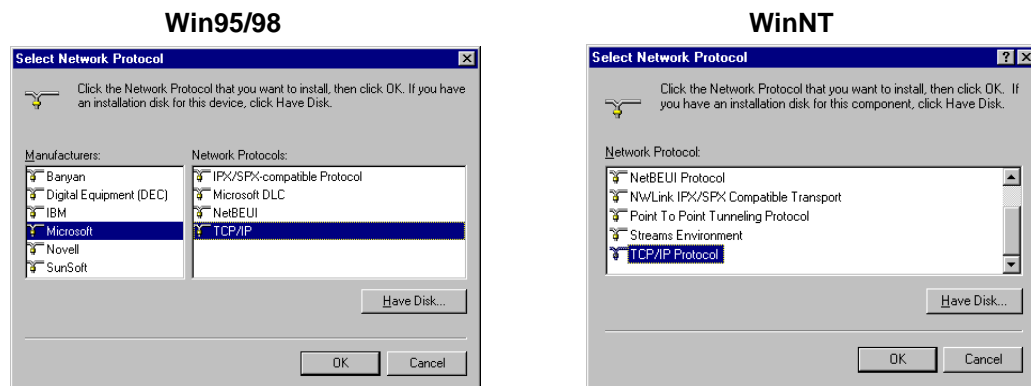 Win95/98
Select Network Protocol
Click the Network Protocol that you want to install, then click OK. If you have
an installation disk for this device, click Have Disk.
Manufacturers:
Banyan
Digital Equipment (DEC)
IBM
Microsoft
Novell
SunSoft
Network Protocols:
IPX/SPX-compatible Protocol
Microsoft DLC
NetBEUI
TCP/IP
Have Disk...
OK
Cancel
WinNT
Select Network Protocol
Click the Network Protocol that you want to install, then click OK. If
you have an installation disk for this component, click Have Disk.
Network Protocol:
NetBEUI Protocol
NWLink IPX/SPX Compatible Transport
Point To Point Tunneling Protocol
Streams Environment
TCP/IP Protocol
Have Disk...
OK
Cancel